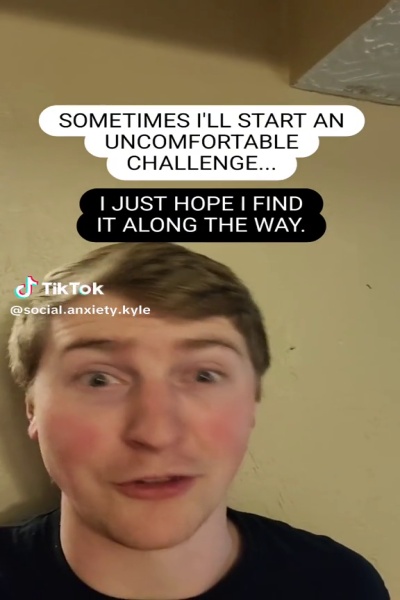 SOMETIMES I'LL START AN
UNCOMFORTABLE
CHALLENGE...
I JUST HOPE I FIND
IT ALONG THE WAY.
TikTok
@social.anxiety.kyle